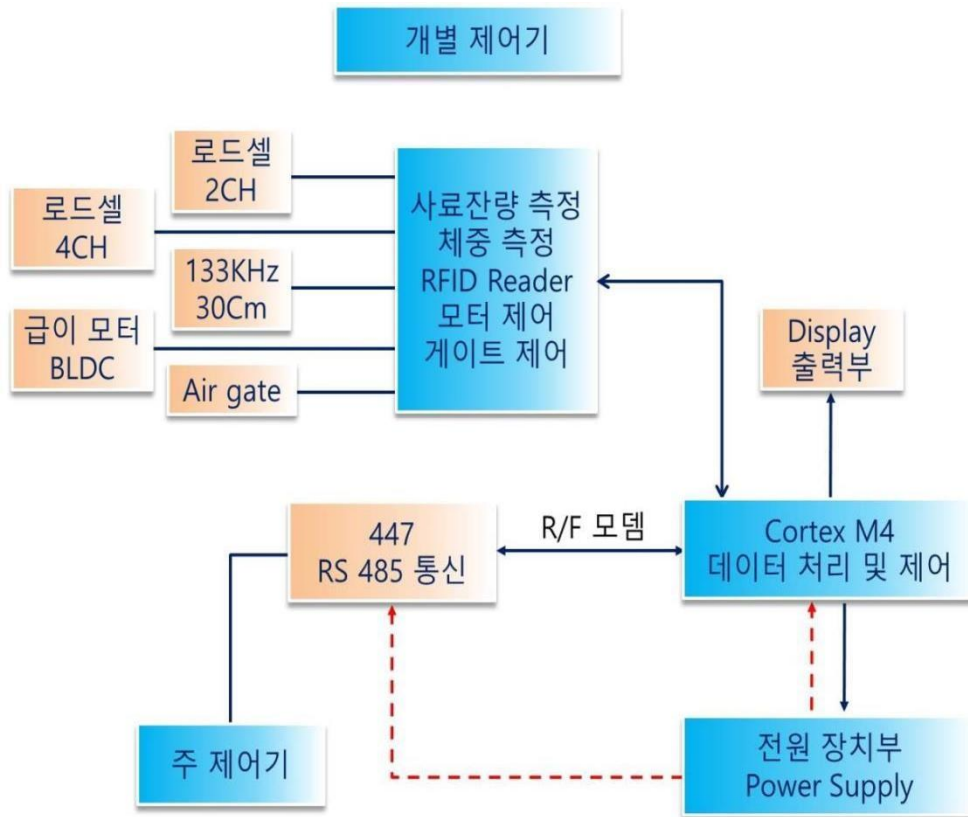 개별 제어기
로드셀
2CH
로드셀
4CH
133KHz
30Cm
급이 모터
BLDC
Air gate
사료잔량 측정
체중 측정
RFID Reader
모터 제어
게이트 제어
Display
출력부
447
RS 485 통신
R/F 모뎀
Cortex M4
데이터 처리 및 제어
주 제어기
전원 장치부
Power Supply